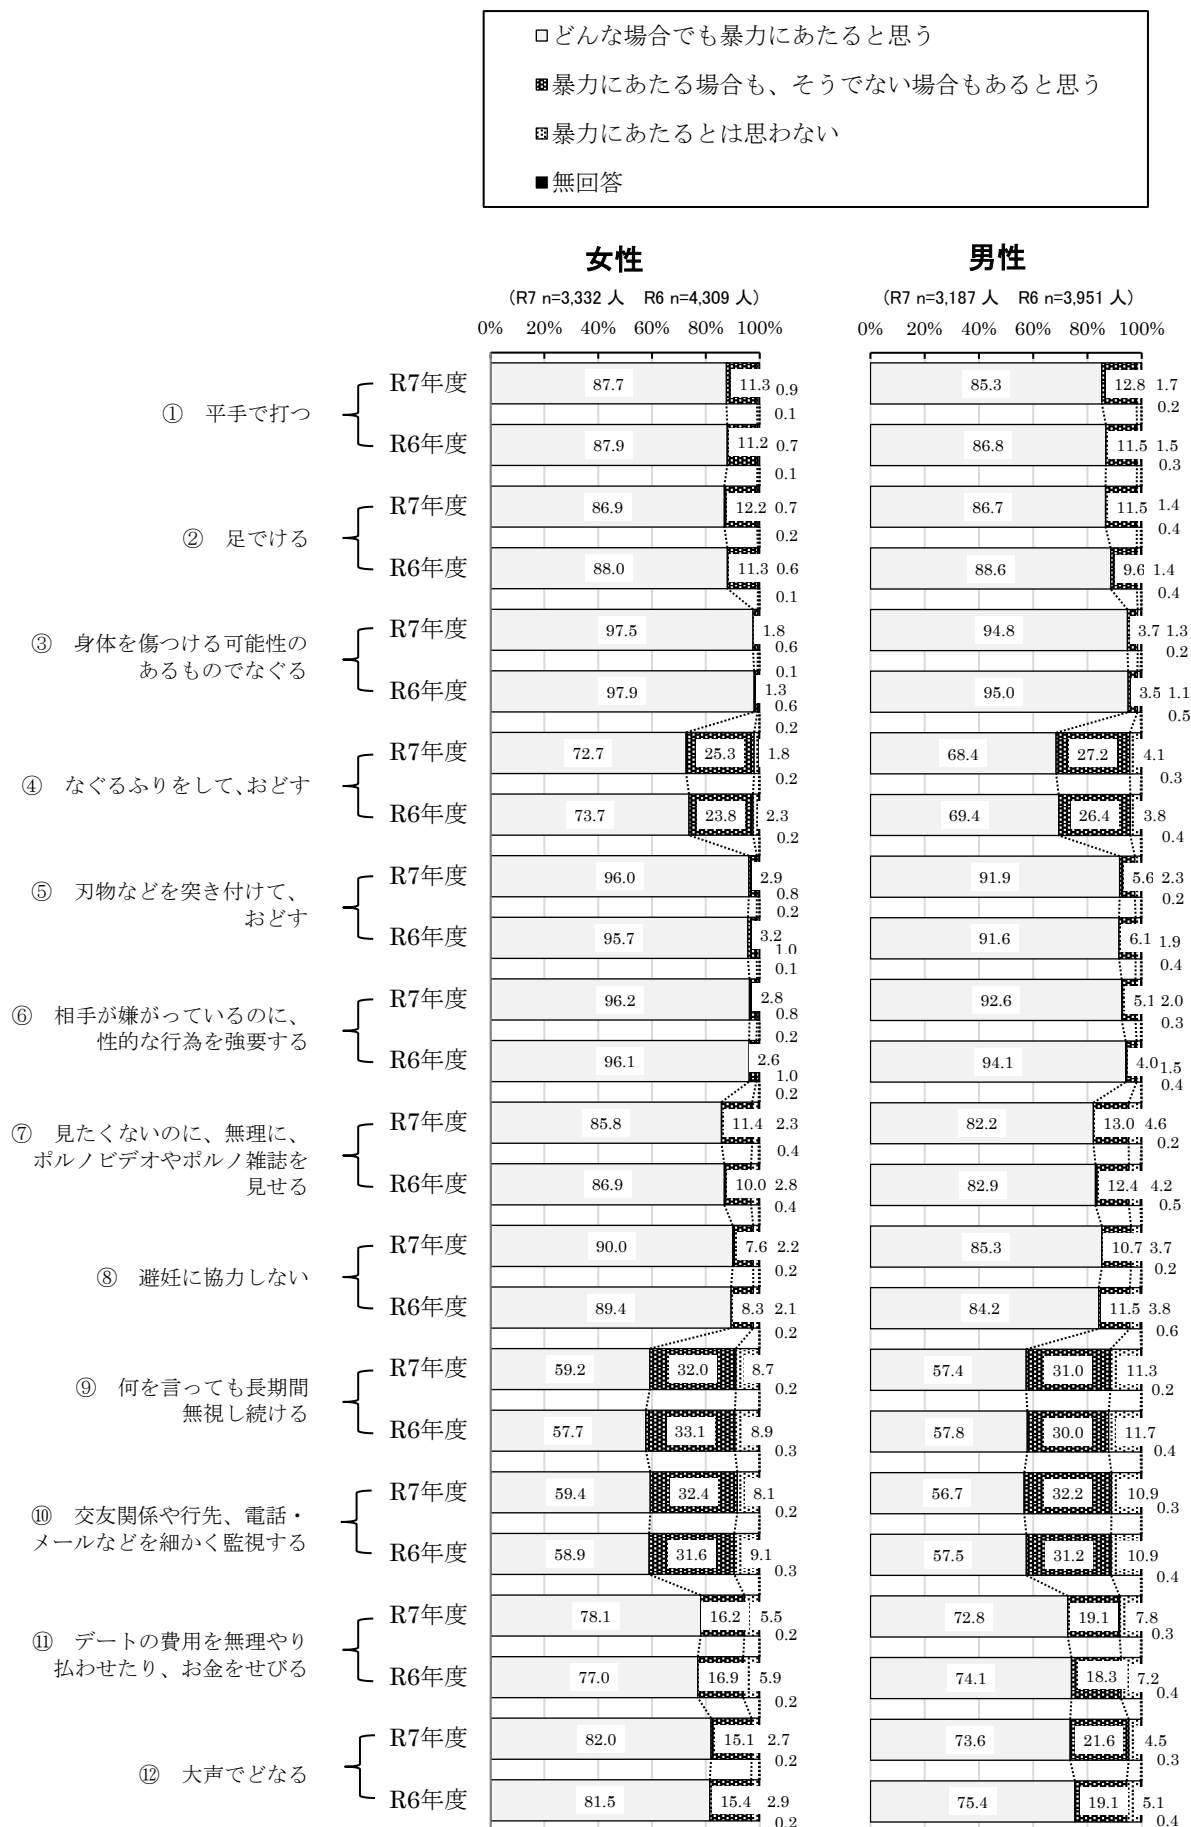 □どんな場合でも暴力にあたると思う
暴力にあたる場合も、そうでない場合もあると思う
暴力にあたるとは思わない
■無回答
女性 男性
（R7 n=3,332 人 R6 n=4,309 人） （R7 n=3,187 人 R6 n=3,951 人）
0% 20% 40% 60% 80% 100% 0% 20% 40% 60% 80% 100%
① 平手で打つ
R7年度 87.7 11.3 0.9 0.1 85.3 12.8 1.7 0.2
R6年度 87.9 11.2 0.7 0.1 86.8 11.5 1.5 0.3
② 足でける
R7年度 86.9 12.2 0.7 0.2 86.7 11.5 1.4 0.4
R6年度 88.0 11.3 0.6 0.1 88.6 9.6 1.4 0.4
③ 身体を傷つける可能性の
あるものでなぐる
R7年度 97.5 1.8 0.6 0.1 94.8 3.7 1.3 0.2
R6年度 97.9 1.3 0.6 0.2 95.0 3.5 1.1 0.5
④ なぐるふりをして、おどす
R7年度 72.7 25.3 1.8 0.2 68.4 27.2 4.1 0.3
R6年度 73.7 23.8 2.3 0.2 69.4 26.4 3.8 0.4
⑤ 刃物などを突き付けて、
おどす
R7年度 96.0 2.9 0.8 0.2 91.9 5.6 2.3 0.2
R6年度 95.7 3.2 1.0 0.1 91.6 6.1 1.9 0.4
⑥ 相手が嫌がっているのに、
性的な行為を強要する
R7年度 96.2 2.8 0.8 0.2 92.6 5.1 2.0 0.3
R6年度 96.1 2.6 1.0 0.2 94.1 4.0 1.5 0.4
⑦ 見たくないのに、無理に、
ポルノビデオやポルノ雑誌を
見せる
R7年度 85.8 11.4 2.3 0.4 82.2 13.0 4.6 0.2
R6年度 86.9 10.0 2.8 0.4 82.9 12.4 4.2 0.5
⑧ 避妊に協力しない
R7年度 90.0 7.6 2.2 0.2 85.3 10.7 3.7 0.2
R6年度 89.4 8.3 2.1 0.2 84.2 11.5 3.8 0.6
⑨ 何を言っても長期間
無視し続ける
R7年度 59.2 32.0 8.7 0.2 57.4 31.0 11.3 0.2
R6年度 57.7 33.1 8.9 0.3 57.8 30.0 11.7 0.4
⑩ 交友関係や行先、電話・
メールなどを細かく監視する
R7年度 59.4 32.4 8.1 0.2 56.7 32.2 10.9 0.3
R6年度 58.9 31.6 9.1 0.3 57.5 31.2 10.9 0.4
⑪ デートの費用を無理やり
払わせたり、お金をせびる
R7年度 78.1 16.2 5.5 0.2 72.8 19.1 7.8 0.3
R6年度 77.0 16.9 5.9 0.2 74.1 18.3 7.2 0.4
⑫ 大声でどなる
R7年度 82.0 15.1 2.7 0.2 73.6 21.6 4.5 0.3
R6年度 81.5 15.4 2.9 0.2 75.4 19.1 5.1 0.4